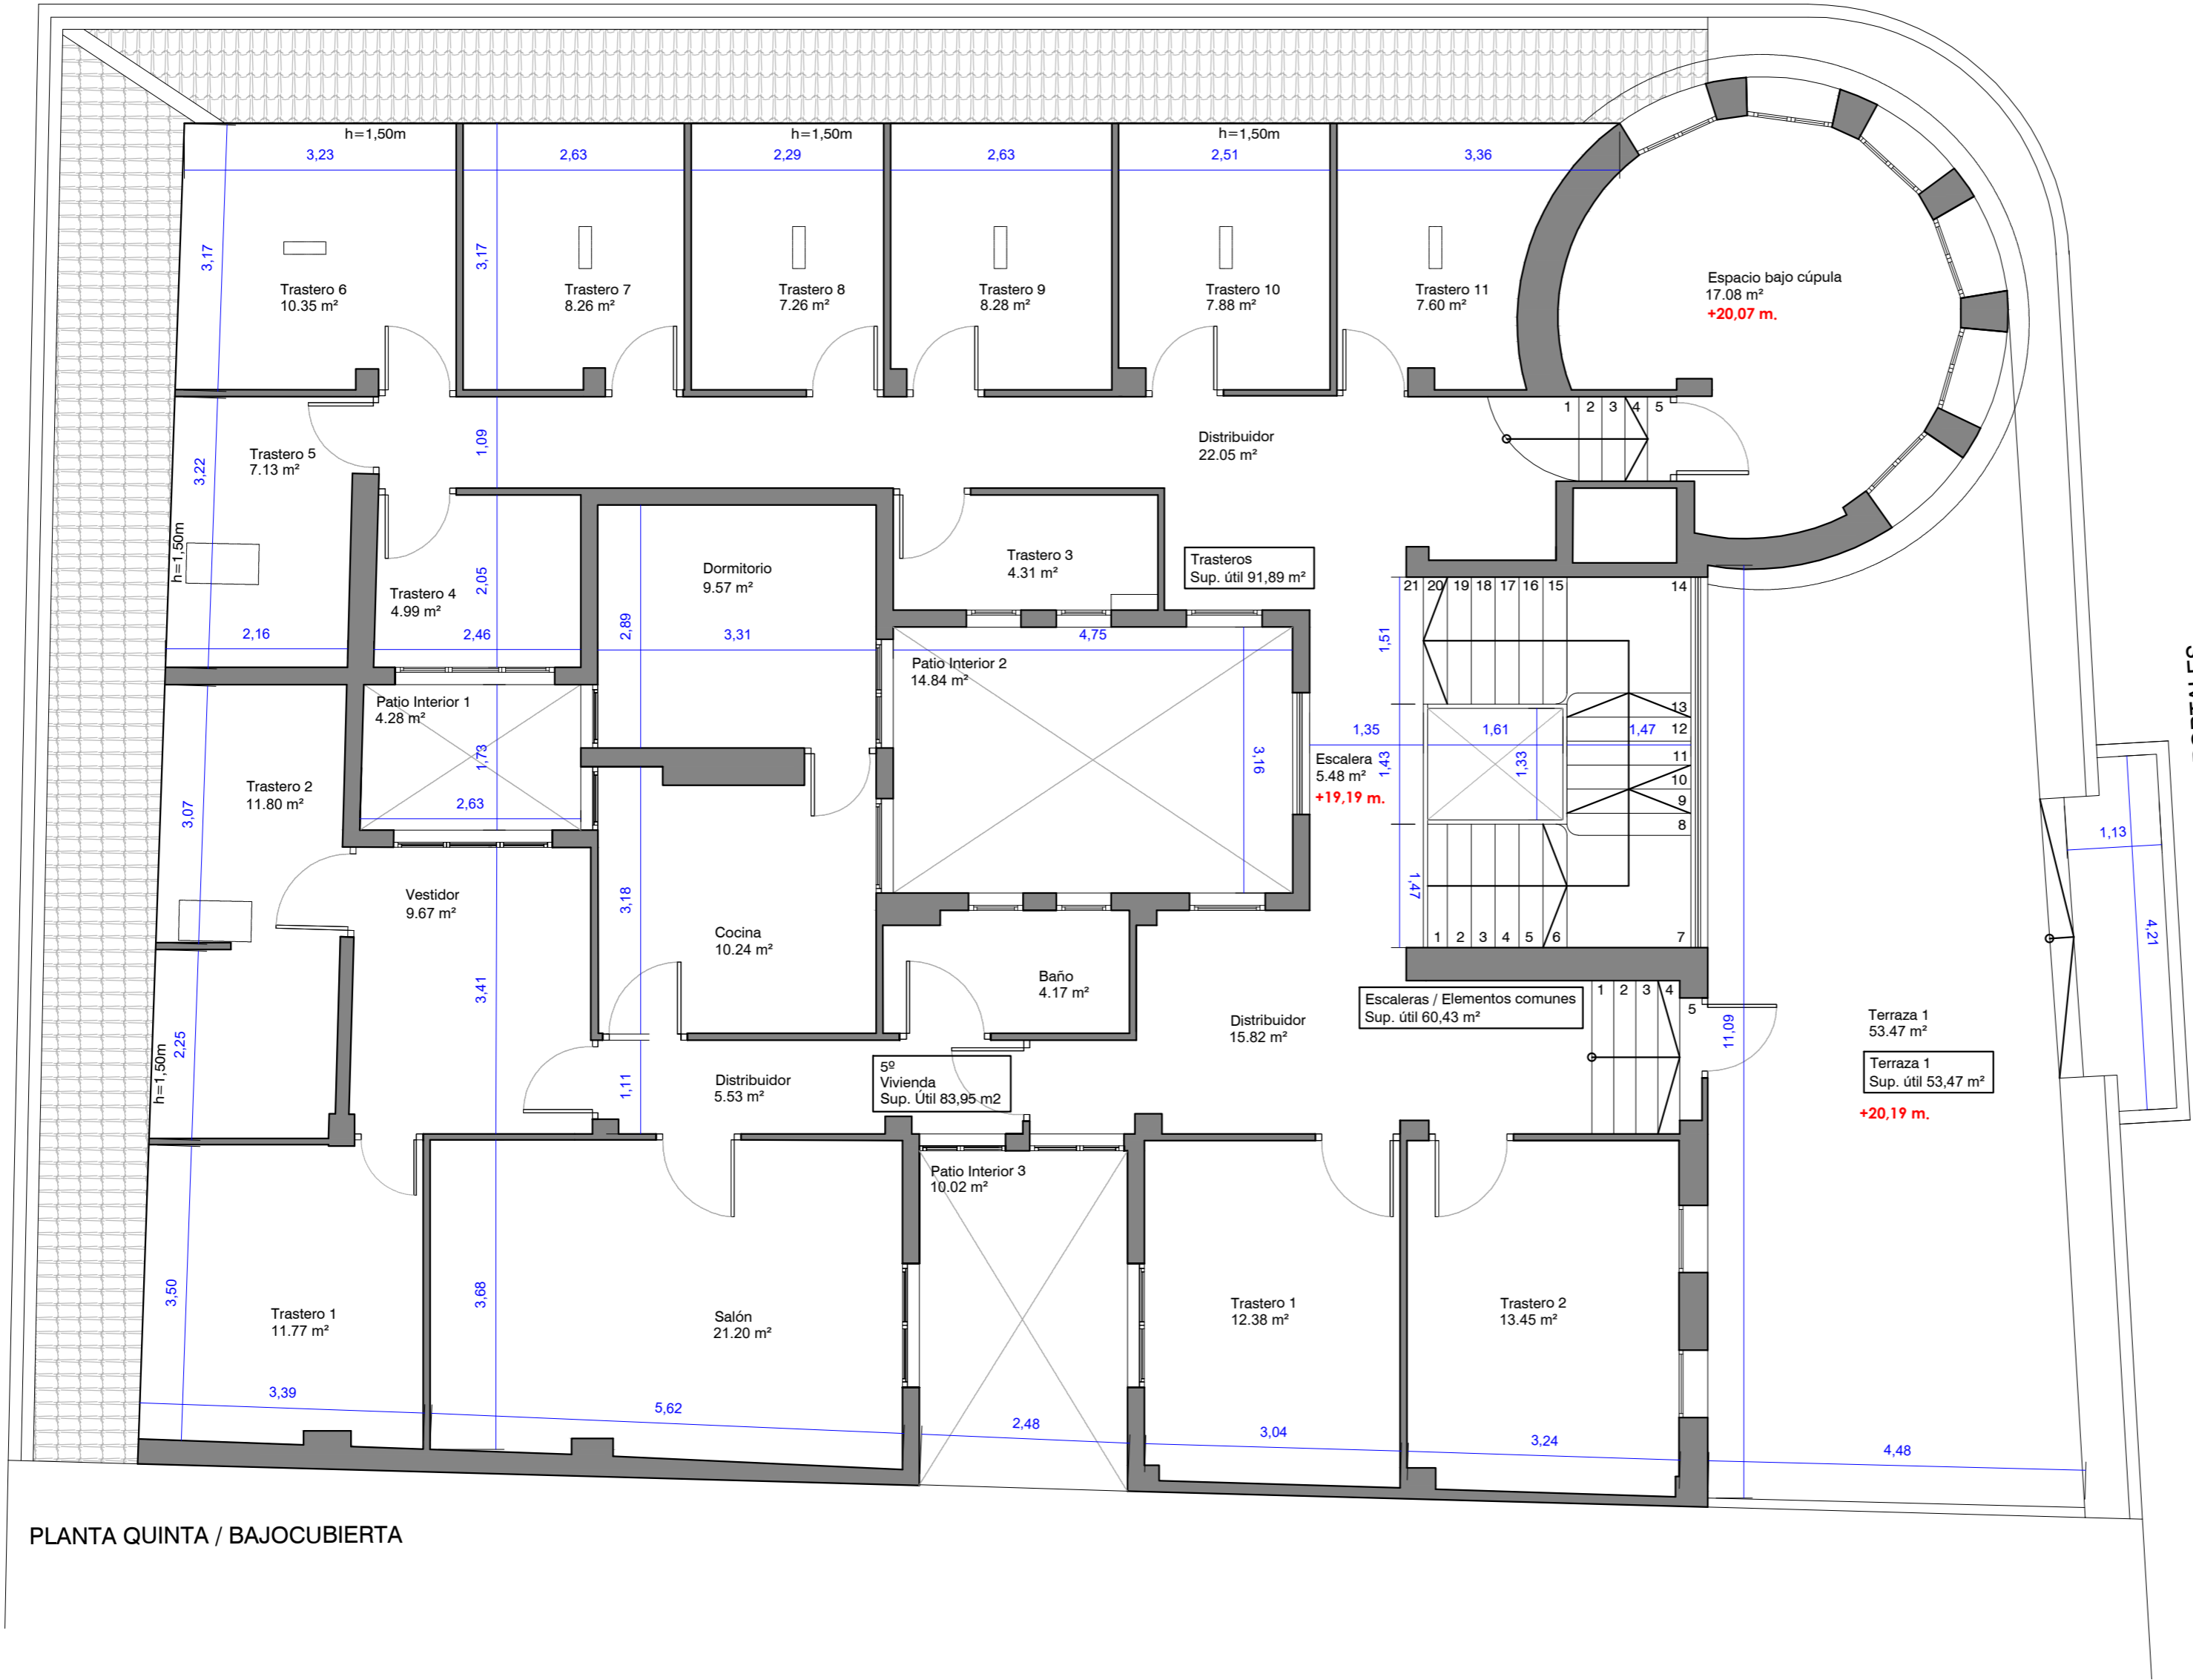 h=1,50m
h=1,50m
h=1,50m
3,23
2,63
2,29
2,63
2,51
3,36
3,17
3,17
Trastero 6
10.35 m²
Trastero 7
8.26 m²
Trastero 8
7.26 m²
Trastero 9
8.28 m²
Trastero 10
7.88 m²
Trastero 11
7.60 m²
Espacio bajo cúpula
17.08 m²
+20,07 m.
1 2 3 4 5
Trastero 5
7.13 m²
3,22
1,09
Distribuidor
22.05 m²
h=1,50m
Trastero 4
4.99 m²
2,05
2,16
2,46
Dormitorio
9.57 m²
2,89
3,31
Trastero 3
4.31 m²
Trasteros
Sup. útil 91,89 m²
21 20 19 18 17 16 15 14
1,51
4,75
Patio Interior 2
14.84 m²
3,16
Patio Interior 1
4.28 m²
1,73
2,63
13
12
11
10
9
8
1,35
1,61
1,47
1,33
1,43
Escalera
5.48 m²
+19,19 m.
Trastero 2
11.80 m²
3,07
1,13
4,21
Vestidor
9.67 m²
3,18
Cocina
10.24 m²
1,47
1 2 3 4 5 6 7
3,41
Baño
4.17 m²
Escaleras / Elementos comunes
Sup. útil 60,43 m²
1 2 3 4
5
Distribuidor
15.82 m²
11,09
Terraza 1
53.47 m²
Terraza 1
Sup. útil 53,47 m²
+20,19 m.
2,25
h=1,50m
1,11
Distribuidor
5.53 m²
5º
Vivienda
Sup. Útil 83,95 m2
Patio Interior 3
10.02 m²
3,50
3,68
Trastero 1
11.77 m²
Salón
21.20 m²
Trastero 1
12.38 m²
Trastero 2
13.45 m²
3,39
5,62
2,48
3,04
3,24
4,48
PLANTA QUINTA / BAJOCUBIERTA